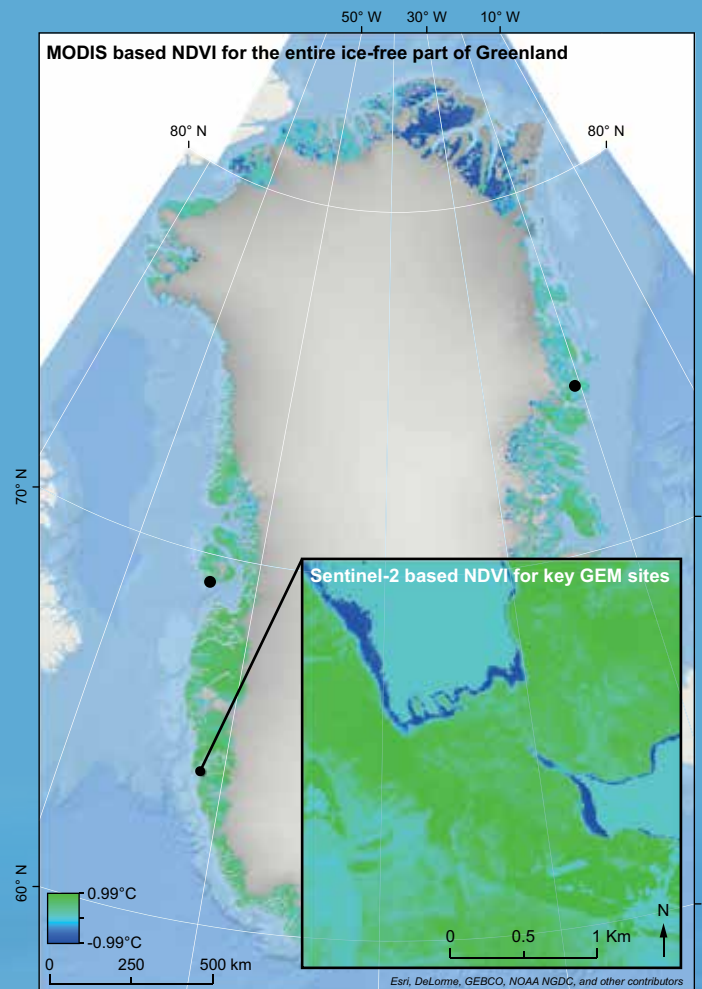 50° W 30° W 10° W
MODIS based NDVI for the entire ice-free part of Greenland
80° N 80° N
70° N
Sentinel-2 based NDVI for key GEM sites
60° N
0.99°C
-0.99°C
0 250 500 km
0 0.5 1 Km
N
Esri, DeLorme, GEBCO, NOAA NGDC, and other contributors